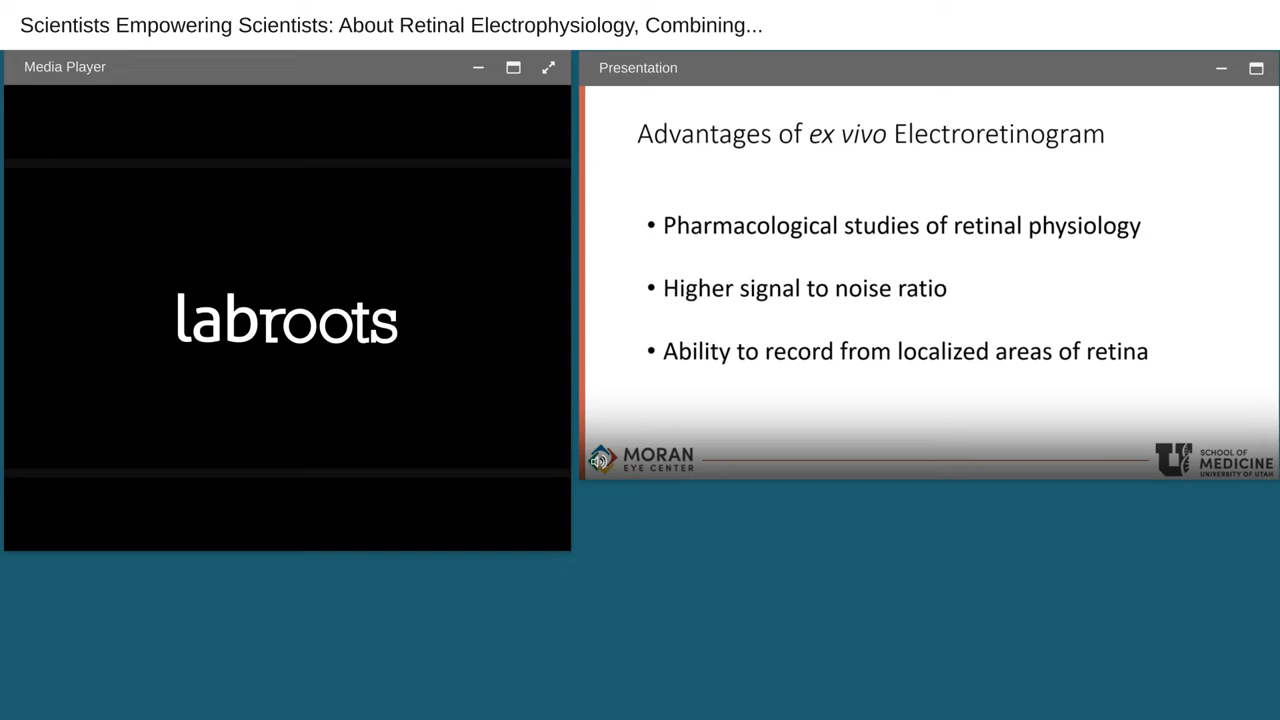 Scientists Empowering Scientists: About Retinal Electrophysiology, Combining...
Media Player
labroots
Presentation
Advantages of ex vivo Electroretinogram
• Pharmacological studies of retinal physiology
• Higher signal to noise ratio
• Ability to record from localized areas of retina
MORAN
EYE CENTER
U
SCHOOL OF
MEDICINE
UNIVERSITY OF UTAH